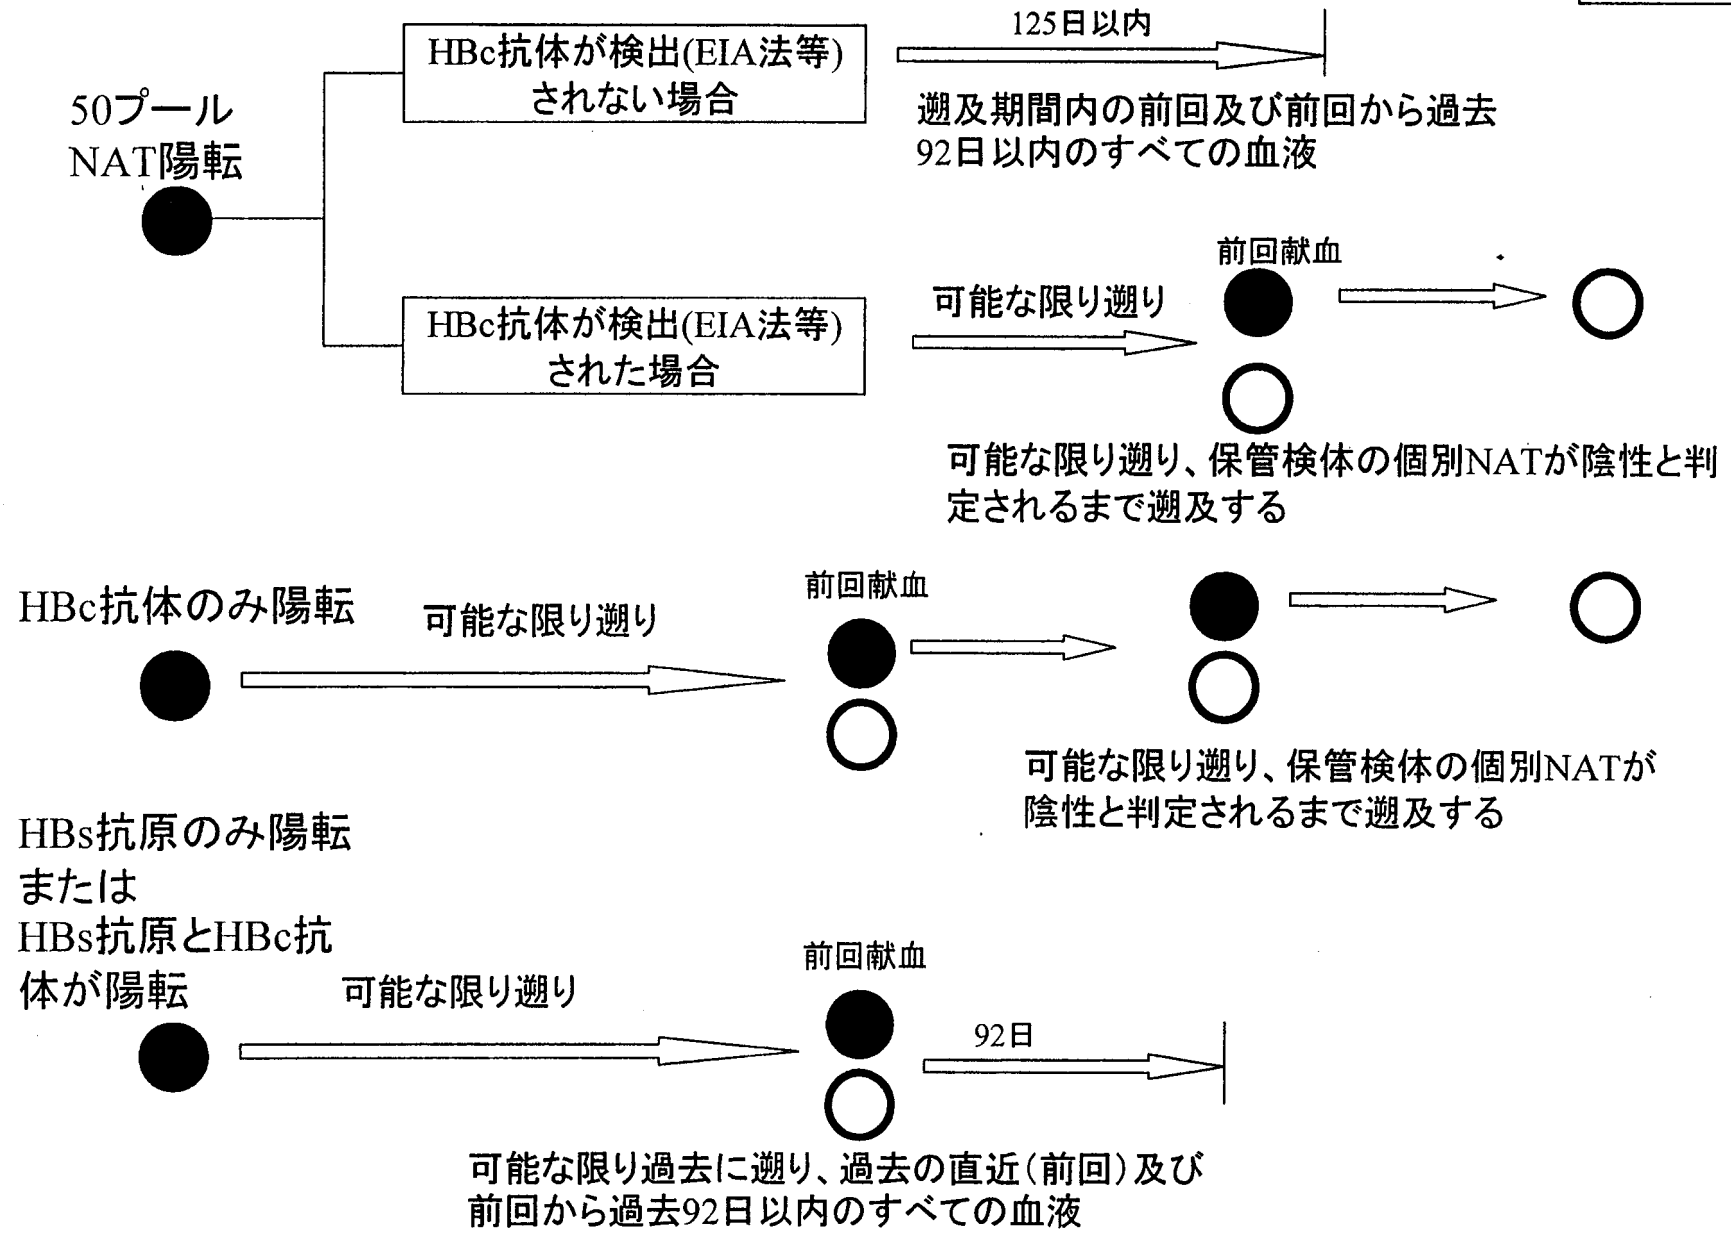 50プール
NAT陽転
HBc抗体が検出(EIA法等)
されない場合
125日以内
遡及期間内の前回及び前回から過去
92日以内のすべての血液
HBc抗体が検出(EIA法等)
された場合
可能な限り遡り
前回献血
可能な限り遡り、保管検体の個別NATが陰性と判
定されるまで遡及する
HBc抗体のみ陽転
可能な限り遡り
前回献血
可能な限り遡り、保管検体の個別NATが
陰性と判定されるまで遡及する
HBs抗原のみ陽転
または
HBs抗原とHBc抗
体が陽転
可能な限り遡り
前回献血
92日
可能な限り過去に遡り、過去の直近(前回)及び
前回から過去92日以内のすべての血液